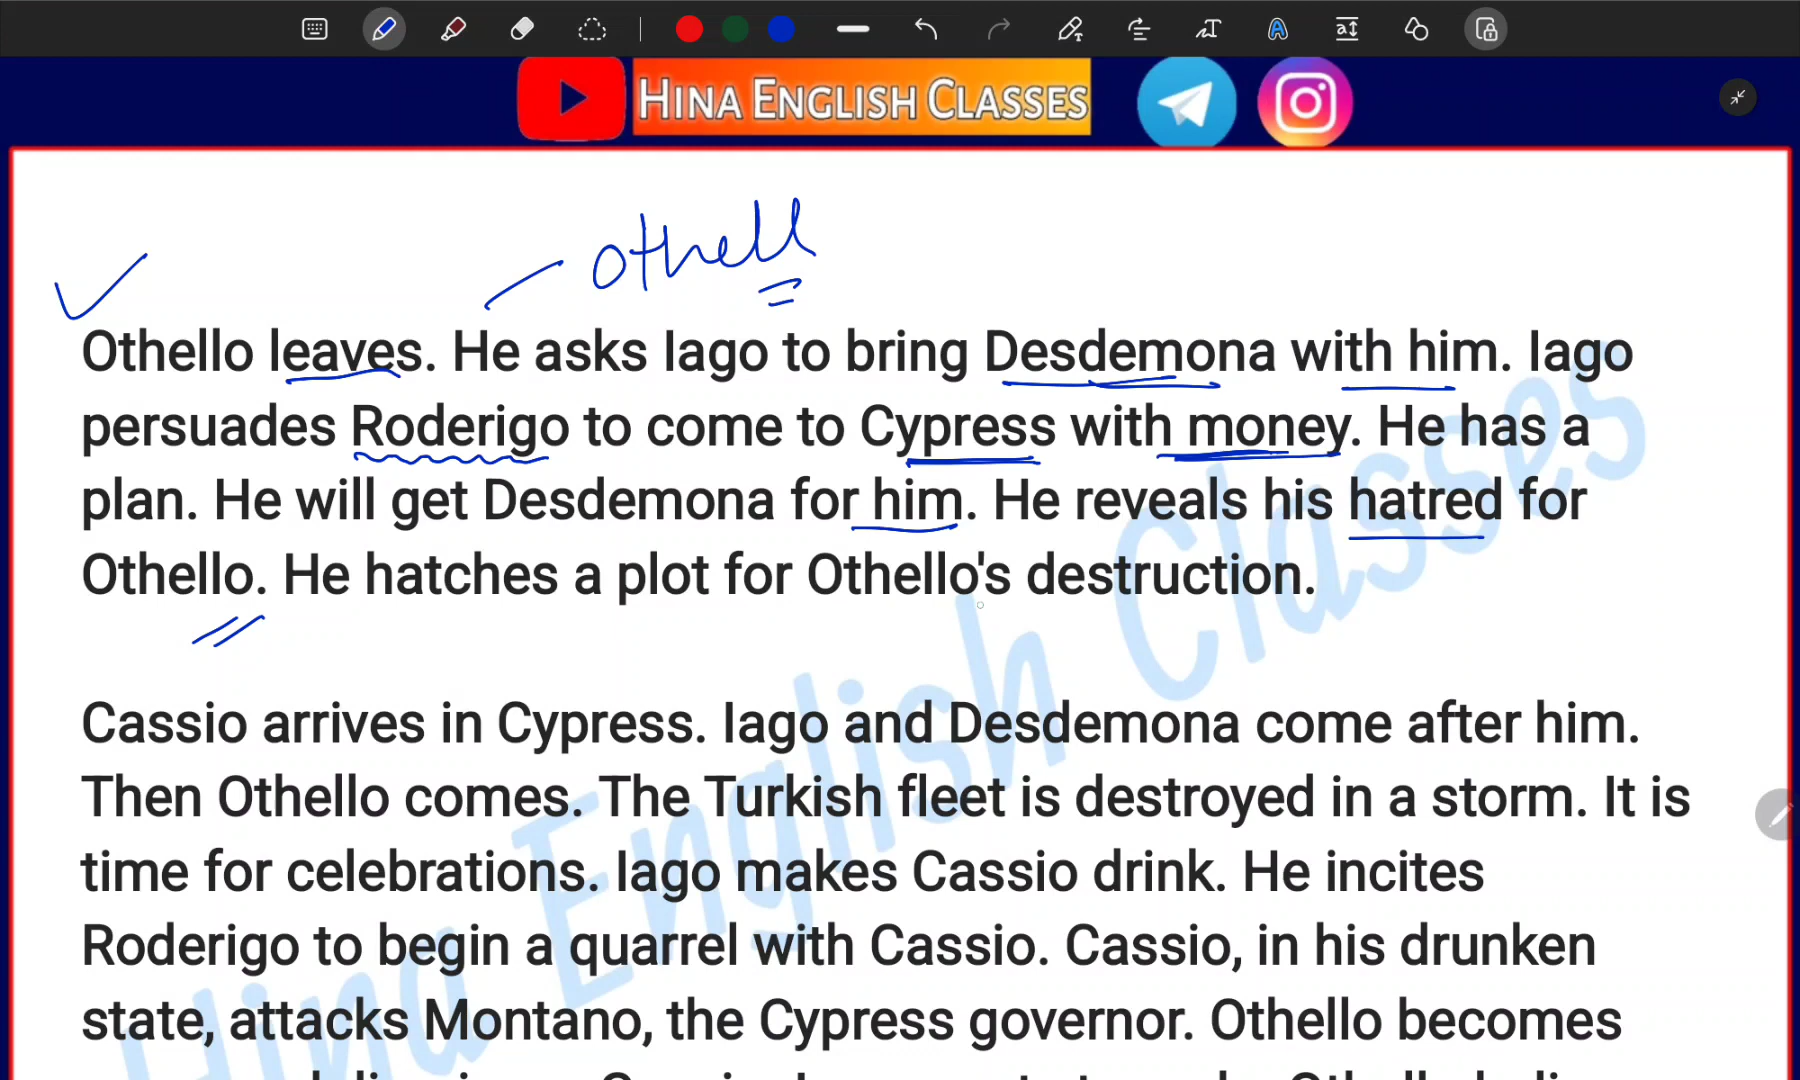 HINA ENGLISH CLASSES
Othell
Othello leaves. He asks Iago to bring Desdemona with him. Iago
persuades Roderigo to come to Cypress with money. He has a
plan. He will get Desdemona for him. He reveals his hatred for
Othello. He hatches a plot for Othello's destruction.
Cassio arrives in Cypress. Iago and Desdemona come after him.
Then Othello comes. The Turkish fleet is destroyed in a storm. It is
time for celebrations. Iago makes Cassio drink. He incites
Roderigo to begin a quarrel with Cassio. Cassio, in his drunken
state, attacks Montano, the Cypress governor. Othello becomes
Hina English Classes